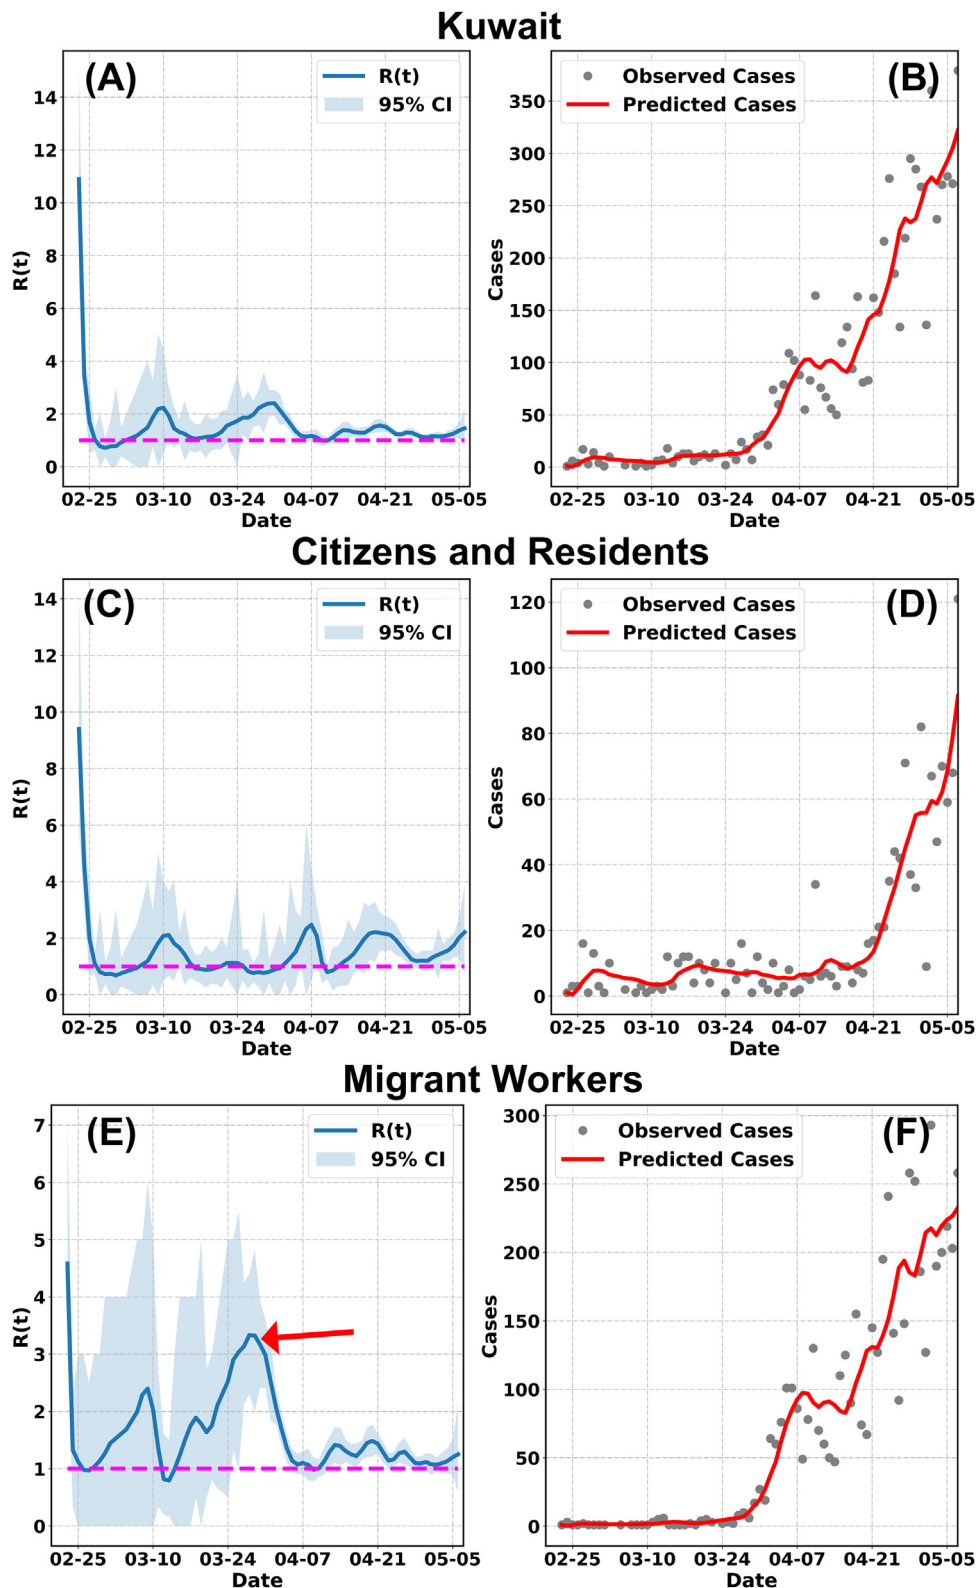 Kuwait
(A)
R(t)
95% CI
14
12
10
8
6
4
2
0
R(t)
02-25 03-10 03-24 04-07 04-21 05-05
Date
(B)
Observed Cases
Predicted Cases
350
300
250
200
150
100
50
0
Cases
02-25 03-10 03-24 04-07 04-21 05-05
Date
Citizens and Residents
(C)
R(t)
95% CI
14
12
10
8
6
4
2
0
R(t)
02-25 03-10 03-24 04-07 04-21 05-05
Date
(D)
Observed Cases
Predicted Cases
120
100
80
60
40
20
0
Cases
02-25 03-10 03-24 04-07 04-21 05-05
Date
Migrant Workers
(E)
R(t)
95% CI
7
6
5
4
3
2
1
0
R(t)
02-25 03-10 03-24 04-07 04-21 05-05
Date
(F)
Observed Cases
Predicted Cases
300
250
200
150
100
50
0
Cases
02-25 03-10 03-24 04-07 04-21 05-05
Date